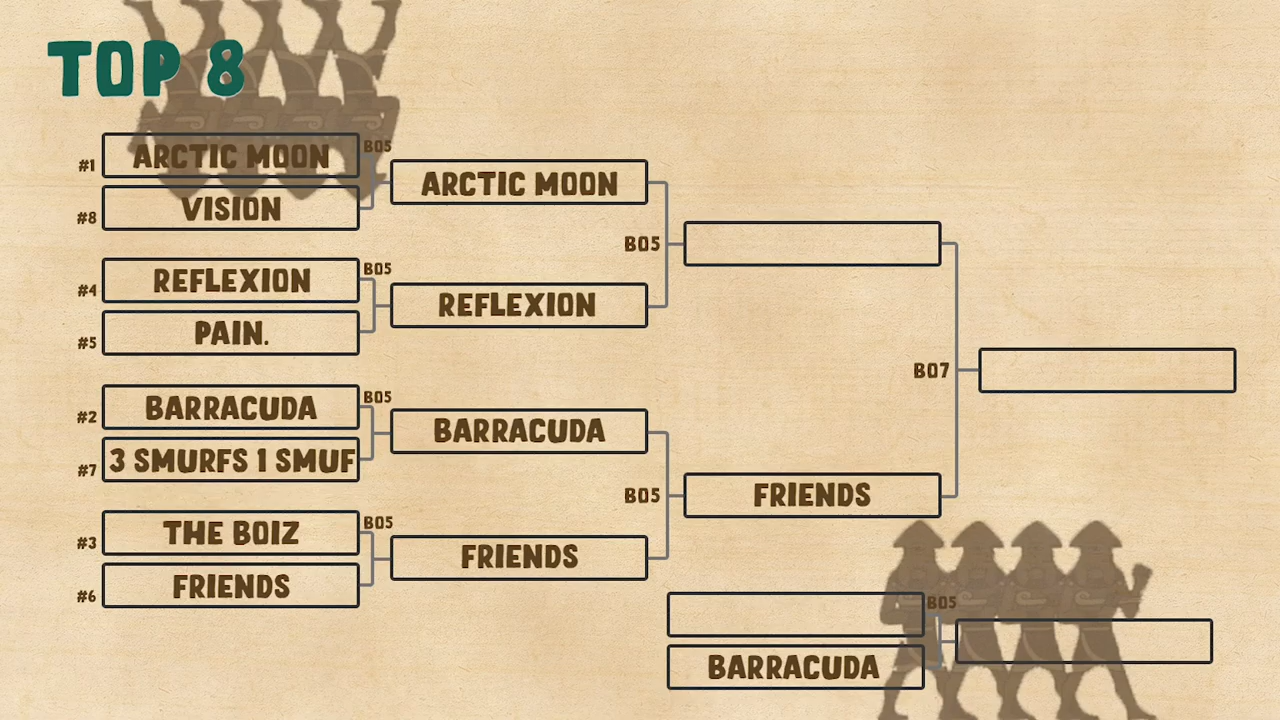 TOP 8
#1 ARCTIC MOON
BO5
#8 VISION
ARCTIC MOON
#4 REFLEXION
BO5
#5 PAIN.
REFLEXION
BO5
#2 BARRACUDA
BO5
#7 3 SMURFS 1 SMUF
BARRACUDA
#3 THE BOIZ
BO5
#6 FRIENDS
FRIENDS
BO5
FRIENDS
BO7
BO5
BARRACUDA